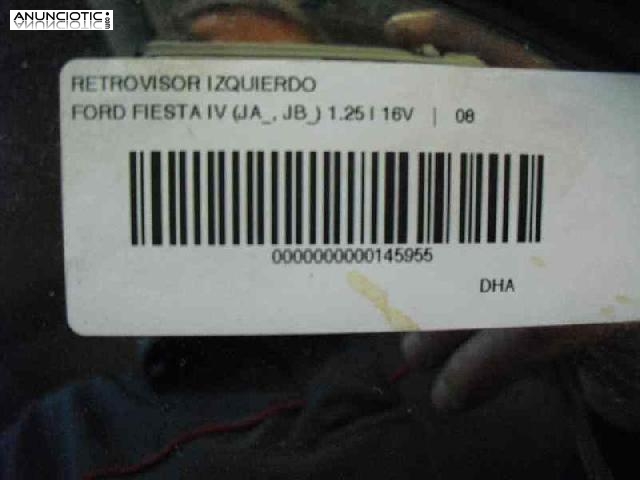 ANUNCIOTIC.com
RETROVISOR IZQUIERDO
FORD FIESTA IV (JA_, JB_) 1.25 I 16V | 08
0000000000145955
DHA